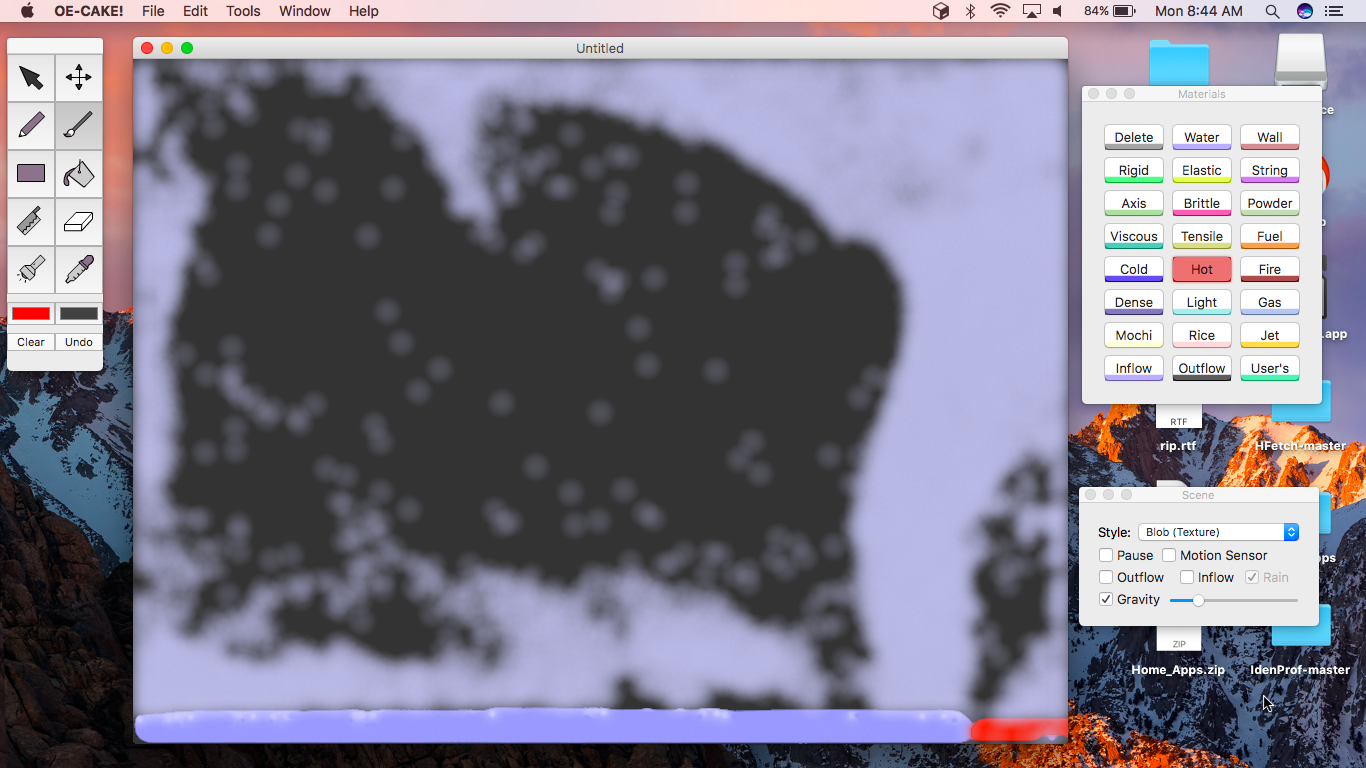 OE-CAKE! File Edit Tools Window Help 84% Mon 8:44 AM
Untitled
Clear Undo
Materials
Delete Water Wall
Rigid Elastic String
Axis Brittle Powder
Viscous Tensile Fuel
Cold Hot Fire
Dense Light Gas
Mochi Rice Jet
Inflow Outflow User's
Scene
Style: Blob (Texture)
Pause Motion Sensor
Outflow Inflow Rain
Gravity
ce
.app
RTF
rip.rtf HFetch-master
ps
ZIP
Home_Apps.zip IdenProf-master